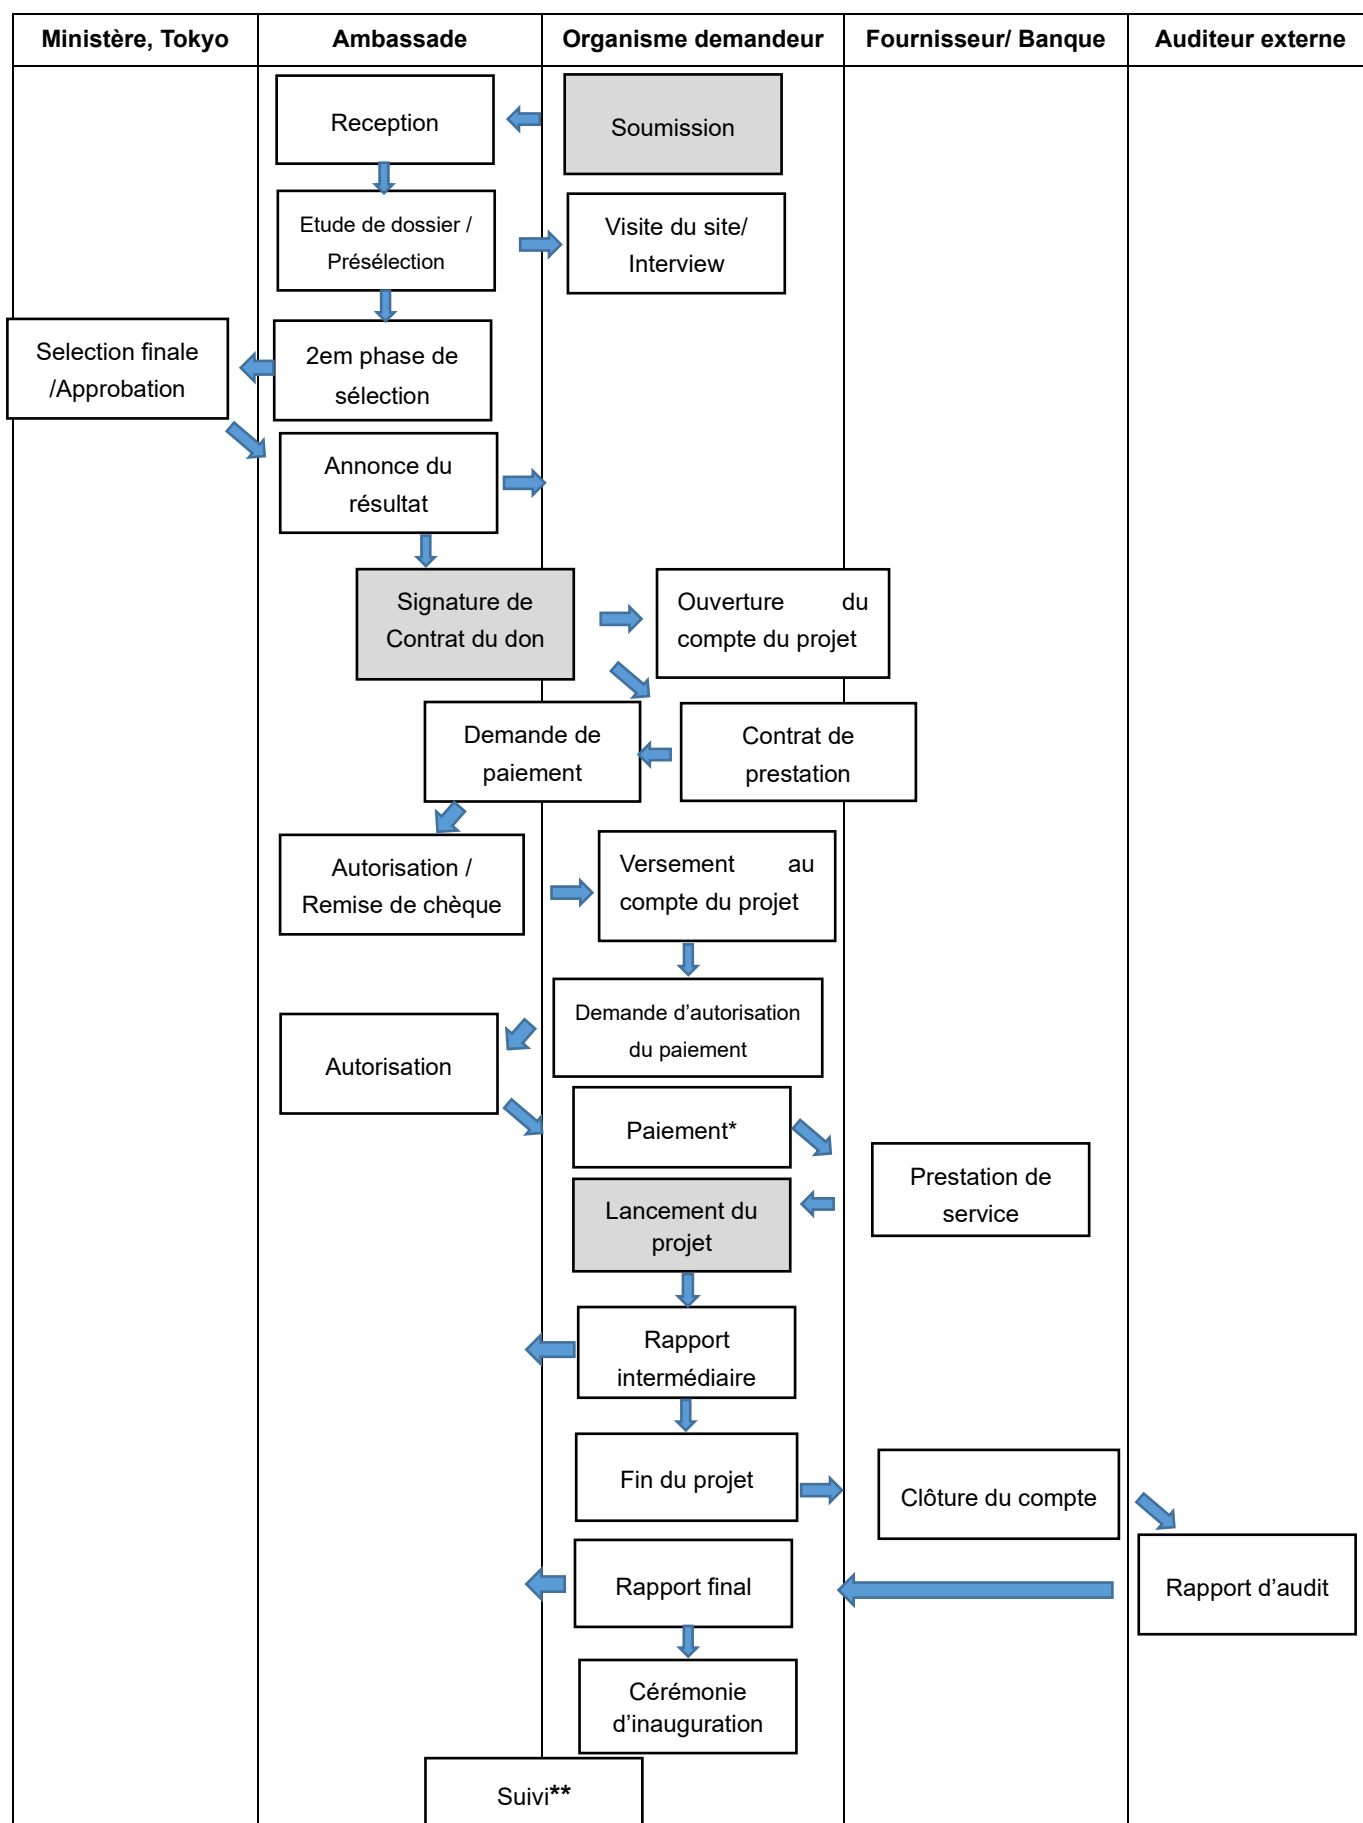 Ministère, Tokyo
Ambassade
Organisme demandeur
Fournisseur/ Banque
Auditeur externe
Reception
Soumission
Etude de dossier /
Présélection
Visite du site/
Interview
Selection finale
/Approbation
2em phase de
sélection
Annonce du
résultat
Signature de
Contrat du don
Ouverture du
compte du projet
Demande de
paiement
Contrat de
prestation
Autorisation /
Remise de chèque
Versement au
compte du projet
Demande d’autorisation
du paiement
Autorisation
Paiement*
Prestation de
service
Lancement du
projet
Rapport
intermédiaire
Fin du projet
Clôture du compte
Rapport final
Rapport d’audit
Cérémonie
d’inauguration
Suivi**